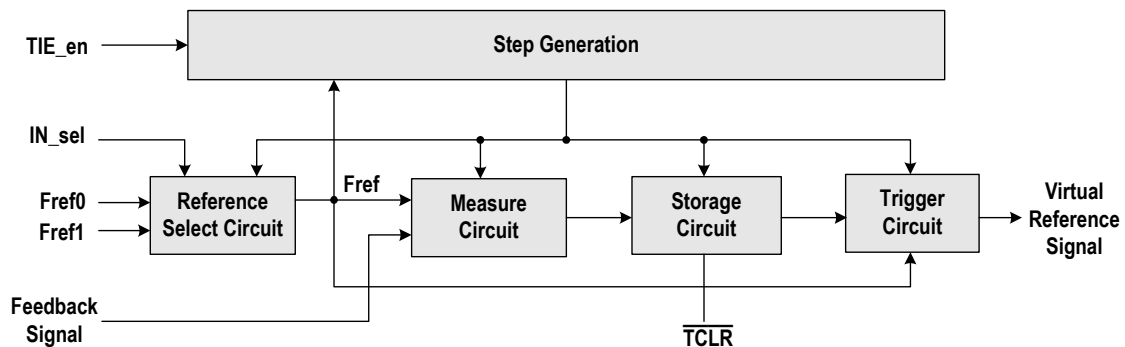 Step Generation
TIE_en
IN_sel
Fref0
Fref1
Reference
Select Circuit
Fref
Measure
Circuit
Storage
Circuit
Trigger
Circuit
Virtual
Reference
Signal
Feedback
Signal
TCLR